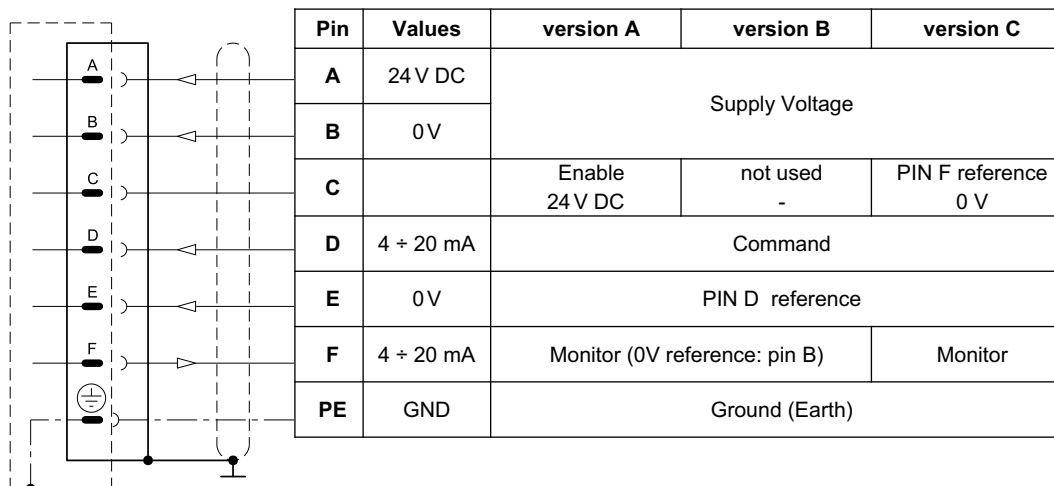 Pin Values version A version B version C
A 24 V DC
Supply Voltage
B 0 V
C Enable not used PIN F reference
24 V DC - 0 V
D 4 ÷ 20 mA Command
E 0 V PIN D reference
F 4 ÷ 20 mA Monitor (0V reference: pin B) Monitor
PE GND Ground (Earth)
A
B
C
D
E
F